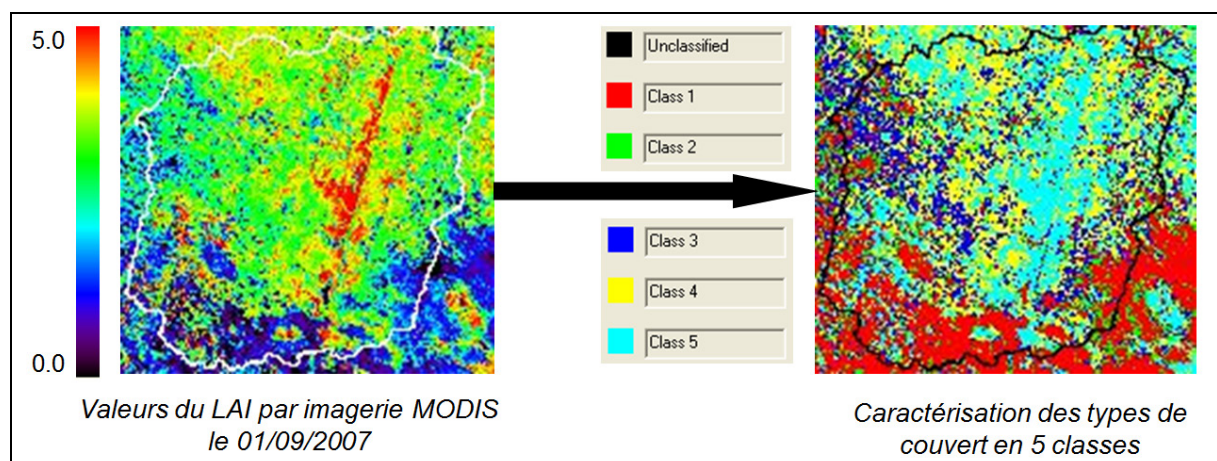 5.0
0.0
Valeurs du LAI par imagerie MODIS
le 01/09/2007
Unclassified
Class 1
Class 2
Class 3
Class 4
Class 5
Caractérisation des types de
couvert en 5 classes